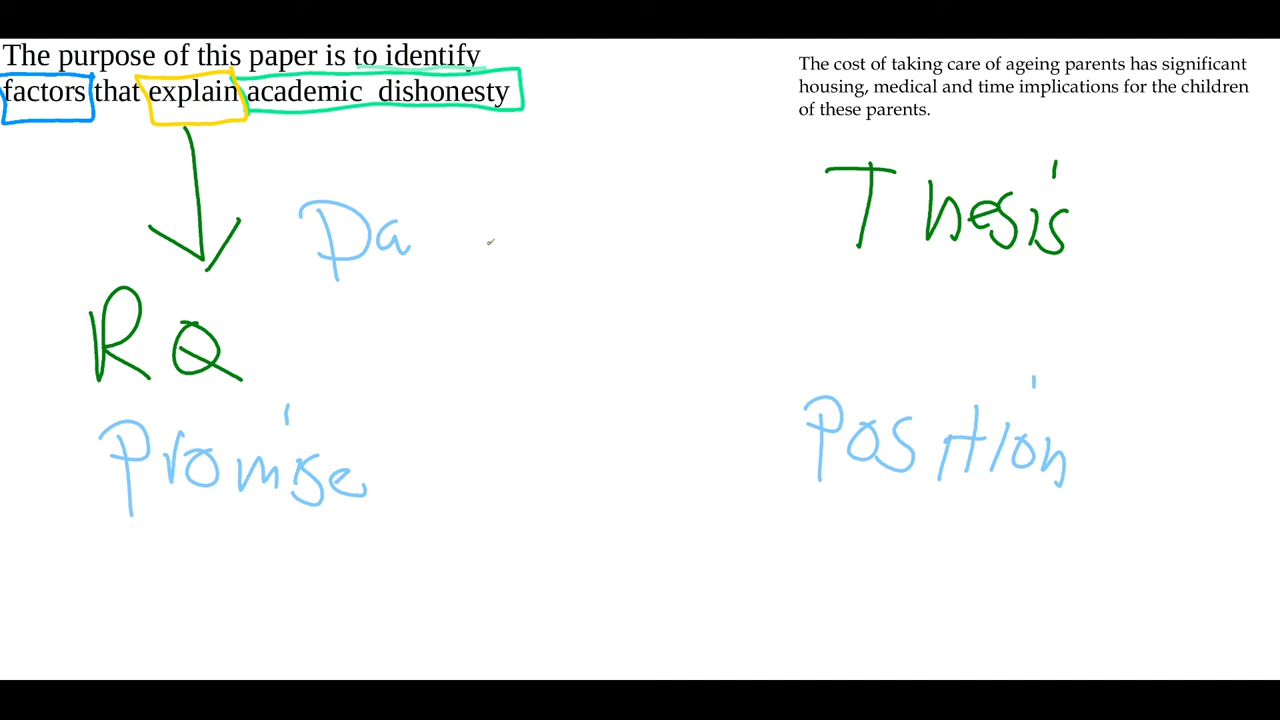 The purpose of this paper is to identify
factors that explain academic dishonesty
The cost of taking care of ageing parents has significant
housing, medical and time implications for the children
of these parents.
Thesis
Pa
RQ
Promise
Position